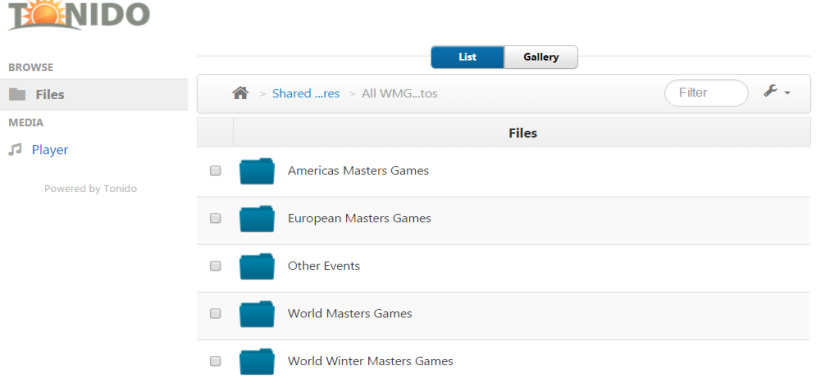 TONIDO
List Gallery
BROWSE
Files
MEDIA
Player
Powered by Tonido
> Shared ...res > All WMG...tos
Filter
Files
Americas Masters Games
European Masters Games
Other Events
World Masters Games
World Winter Masters Games